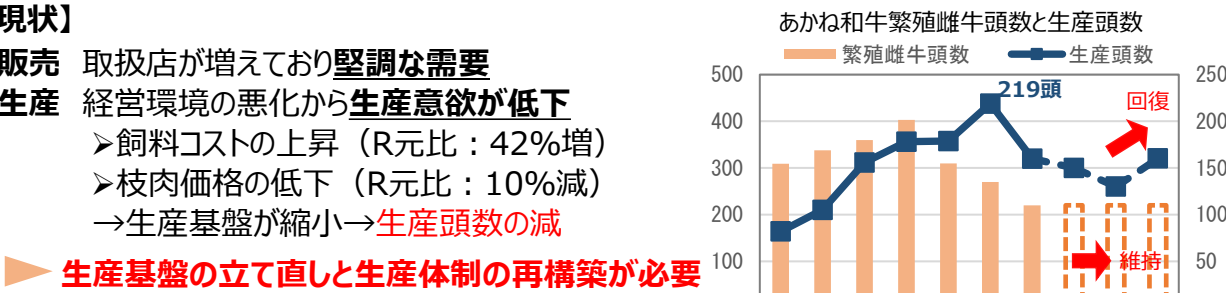 現状】
販売 取扱店が増えており堅調な需要
生産 経営環境の悪化から生産意欲が低下
➢飼料コストの上昇（R元比：42%増）
➢枝肉価格の低下（R元比：10%減）
→生産基盤が縮小→生産頭数の減
生産基盤の立て直しと生産体制の再構築が必要
あかね和牛繁殖雌牛頭数と生産頭数
繁殖雌牛頭数 生産頭数
500
400
300
200
100
219頭
回復
維持
250
200
150
100
50